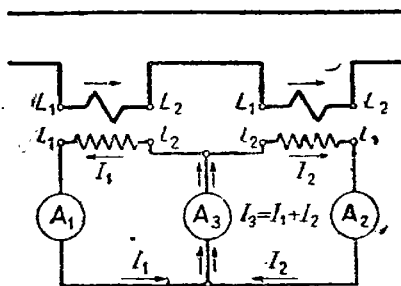 L₁ L₂ L₁ L₂
l₁ l₂ l₂ l₁
I₁ I₂
A₁ A₃ I₃=I₁+I₂ A₂
I₁ I₂